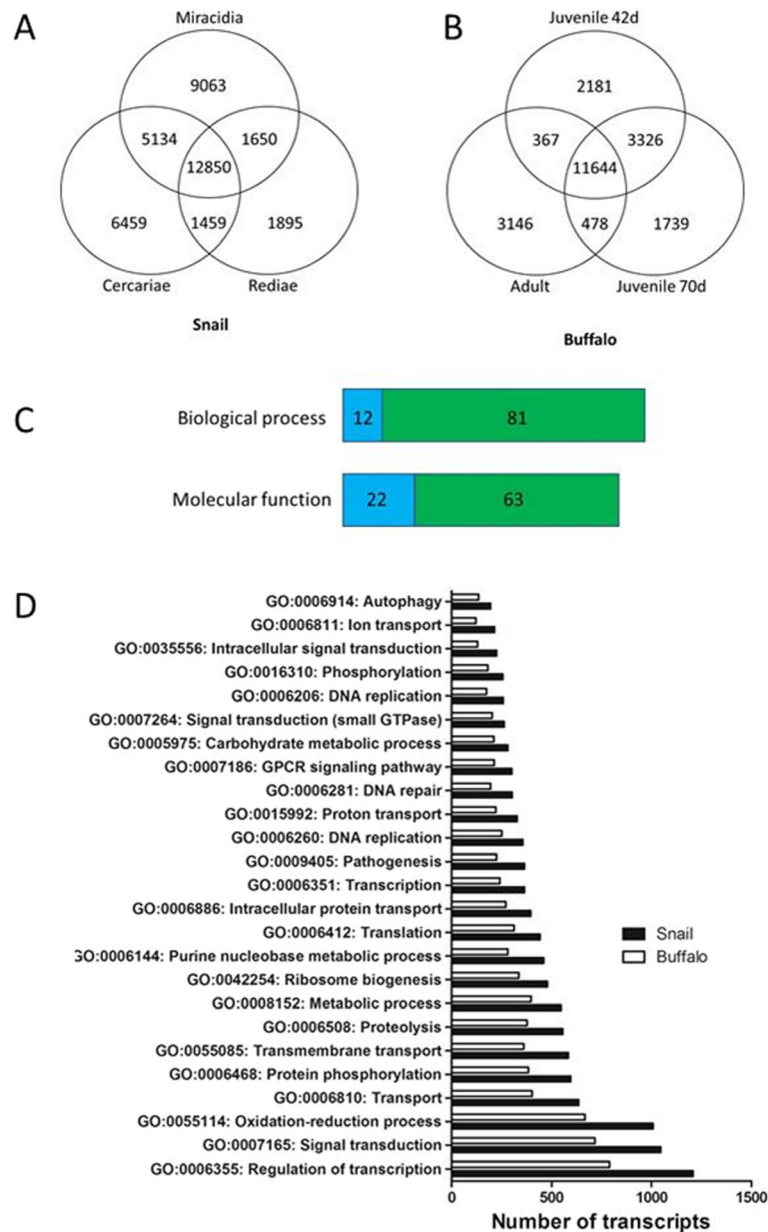 A
Miracidia
9063
5134
1650
12850
6459
1459
1895
Cercariae
Rediae
Snail
B
Juvenile 42d
2181
367
3326
11644
3146
478
1739
Adult
Juvenile 70d
Buffalo
C
Biological process
12
81
Molecular function
22
63
D
GO:0006914: Autophagy
GO:0006811: Ion transport
GO:0035556: Intracellular signal transduction
GO:0016310: Phosphorylation
GO:0006206: DNA replication
GO:0007264: Signal transduction (small GTPase)
GO:0005975: Carbohydrate metabolic process
GO:0007186: GPCR signaling pathway
GO:0006281: DNA repair
GO:0015992: Proton transport
GO:0006260: DNA replication
GO:0009405: Pathogenesis
GO:0006351: Transcription
GO:0006886: Intracellular protein transport
GO:0006412: Translation
GO:0006144: Purine nucleobase metabolic process
GO:0042254: Ribosome biogenesis
GO:0008152: Metabolic process
GO:0006508: Proteolysis
GO:0055085: Transmembrane transport
GO:0006468: Protein phosphorylation
GO:0006810: Transport
GO:0055114: Oxidation-reduction process
GO:0007165: Signal transduction
GO:0006355: Regulation of transcription
Snail
Buffalo
0
500
1000
1500
Number of transcripts